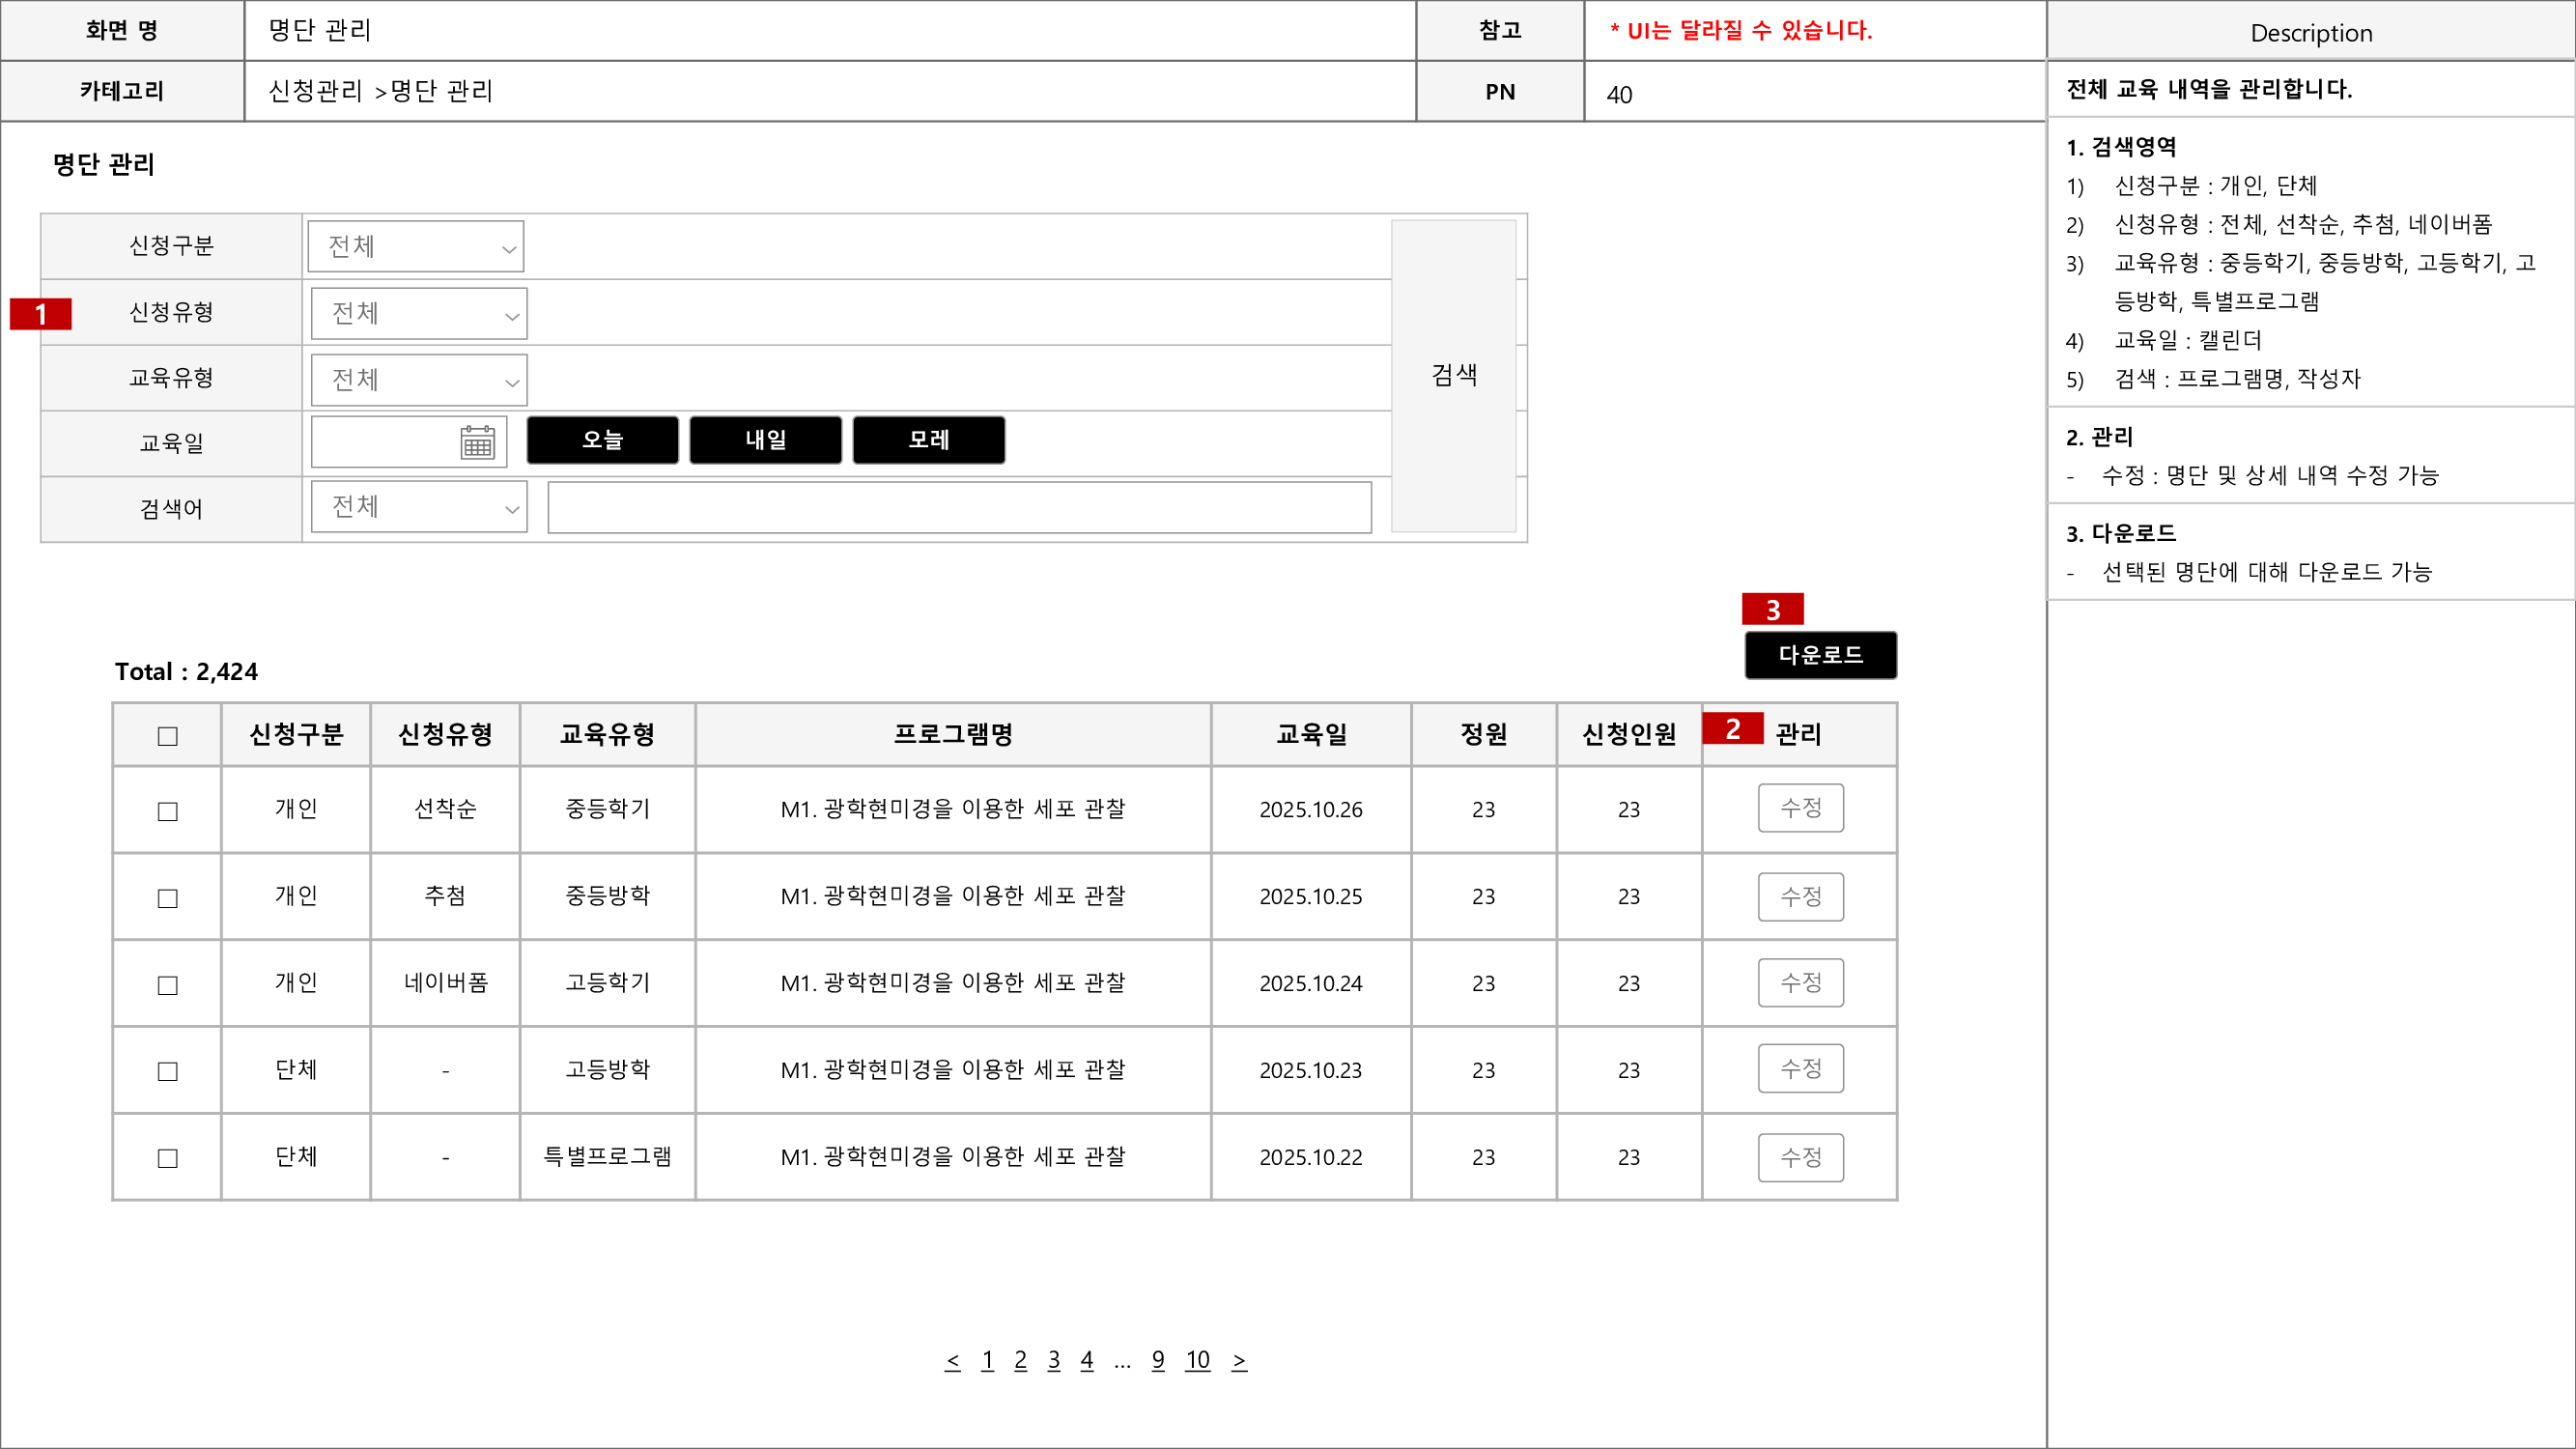 화면 명 명단 관리 참고 * UI는 달라질 수 있습니다.
카테고리 신청관리 >명단 관리 PN 40
명단 관리
신청구분 전체
1 신청유형 전체
교육유형 전체
검색
교육일 오늘 내일 모레
검색어 전체
3
다운로드
Total : 2,424
□ 신청구분 신청유형 교육유형 프로그램명 교육일 정원 신청인원 2 관리
□ 개인 선착순 중등학기 M1. 광학현미경을 이용한 세포 관찰 2025.10.26 23 23 수정
□ 개인 추첨 중등방학 M1. 광학현미경을 이용한 세포 관찰 2025.10.25 23 23 수정
□ 개인 네이버폼 고등학기 M1. 광학현미경을 이용한 세포 관찰 2025.10.24 23 23 수정
□ 단체 - 고등방학 M1. 광학현미경을 이용한 세포 관찰 2025.10.23 23 23 수정
□ 단체 - 특별프로그램 M1. 광학현미경을 이용한 세포 관찰 2025.10.22 23 23 수정
< 1 2 3 4 ... 9 10 >
Description
전체 교육 내역을 관리합니다.
1. 검색영역
1) 신청구분 : 개인, 단체
2) 신청유형 : 전체, 선착순, 추첨, 네이버폼
3) 교육유형 : 중등학기, 중등방학, 고등학기, 고
등방학, 특별프로그램
4) 교육일 : 캘린더
5) 검색 : 프로그램명, 작성자
2. 관리
- 수정 : 명단 및 상세 내역 수정 가능
3. 다운로드
- 선택된 명단에 대해 다운로드 가능